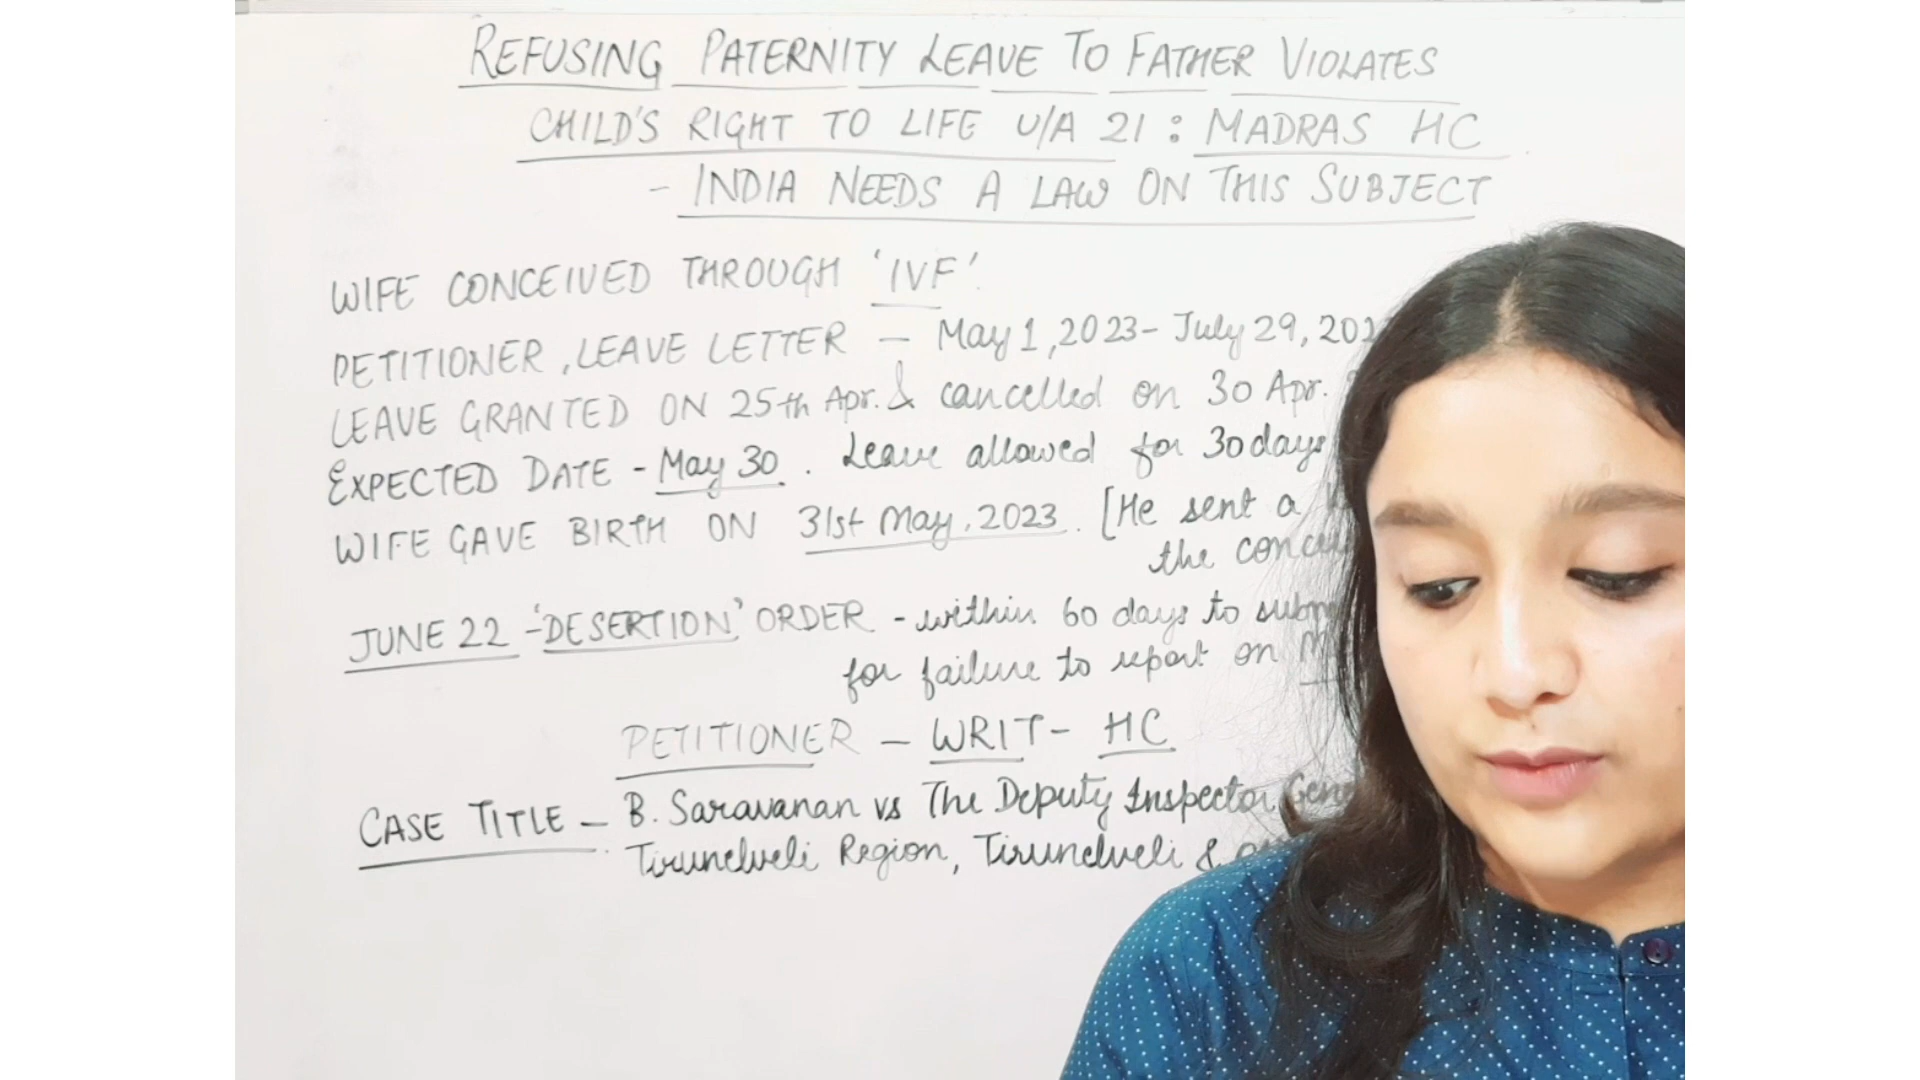 REFUSING PATERNITY LEAVE TO FATHER VIOLATES
CHILD'S RIGHT TO LIFE U/A 21 : MADRAS HC
- INDIA NEEDS A LAW ON THIS SUBJECT
WIFE CONCEIVED THROUGH 'IVF'.
PETITIONER, LEAVE LETTER - May 1, 2023 - July 29,
LEAVE GRANTED ON 25th Apr. & cancelled on 30 Apr.
EXPECTED DATE - May 30. Leave allowed for 30 days
WIFE GAVE BIRTH ON 31st May, 2023. [He sent a
the
JUNE 22 - 'DESERTION' ORDER - within 60 days to
for failure to report on
PETITIONER - WRIT - HC
CASE TITLE - B. Saravanan vs The Deputy Inspector
Tirunelveli Region, Tirunelveli &